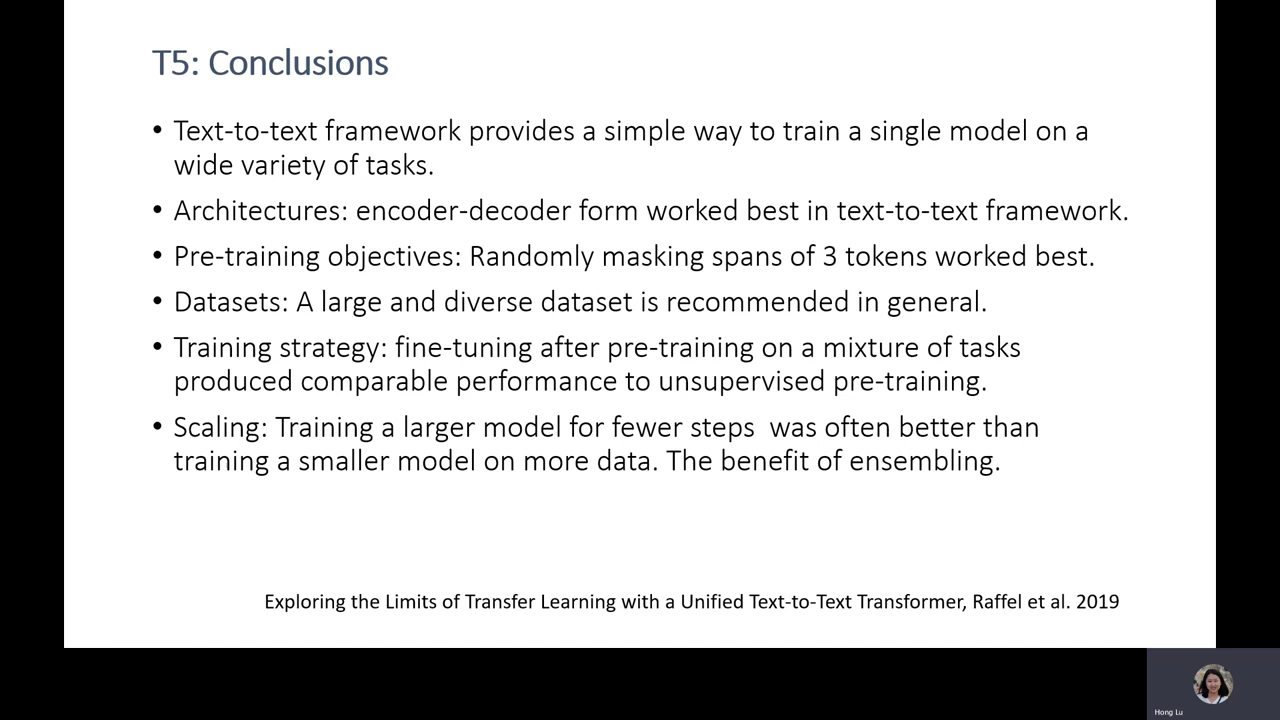 T5: Conclusions
• Text-to-text framework provides a simple way to train a single model on a
wide variety of tasks.
• Architectures: encoder-decoder form worked best in text-to-text framework.
• Pre-training objectives: Randomly masking spans of 3 tokens worked best.
• Datasets: A large and diverse dataset is recommended in general.
• Training strategy: fine-tuning after pre-training on a mixture of tasks
produced comparable performance to unsupervised pre-training.
• Scaling: Training a larger model for fewer steps  was often better than
training a smaller model on more data. The benefit of ensembling.
Exploring the Limits of Transfer Learning with a Unified Text-to-Text Transformer, Raffel et al. 2019
Hong Lu